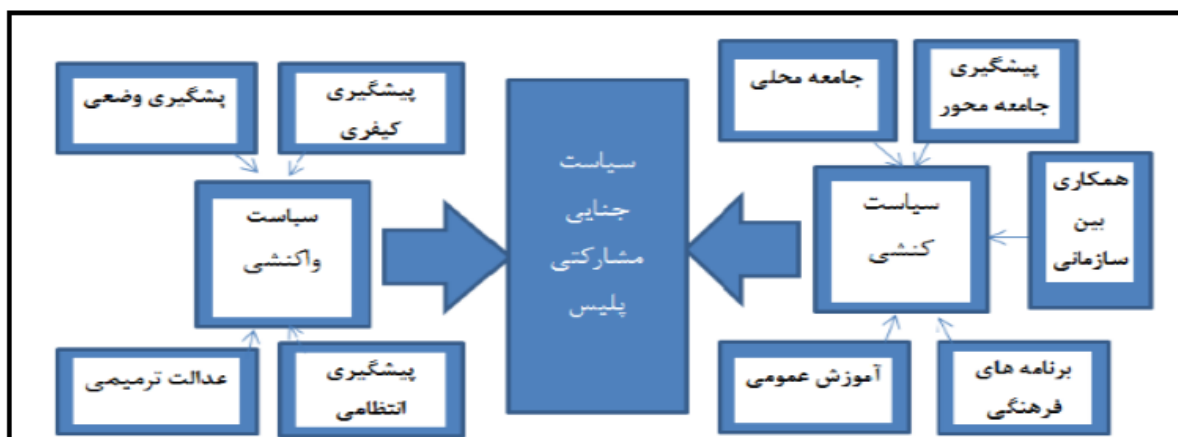 جامعه محلی
پیشگیری
جامعه محور
همکاری
بین
سازمانی
سیاست
کنشی
آموزش عمومی
برنامه های
فرهنگی
سیاست
جنایی
مشارکتی
پلیس
پیشگیری
کیفری
پشگیری وضعی
سیاست
واکنشی
پیشگیری
انتظامی
عدالت ترمیمی